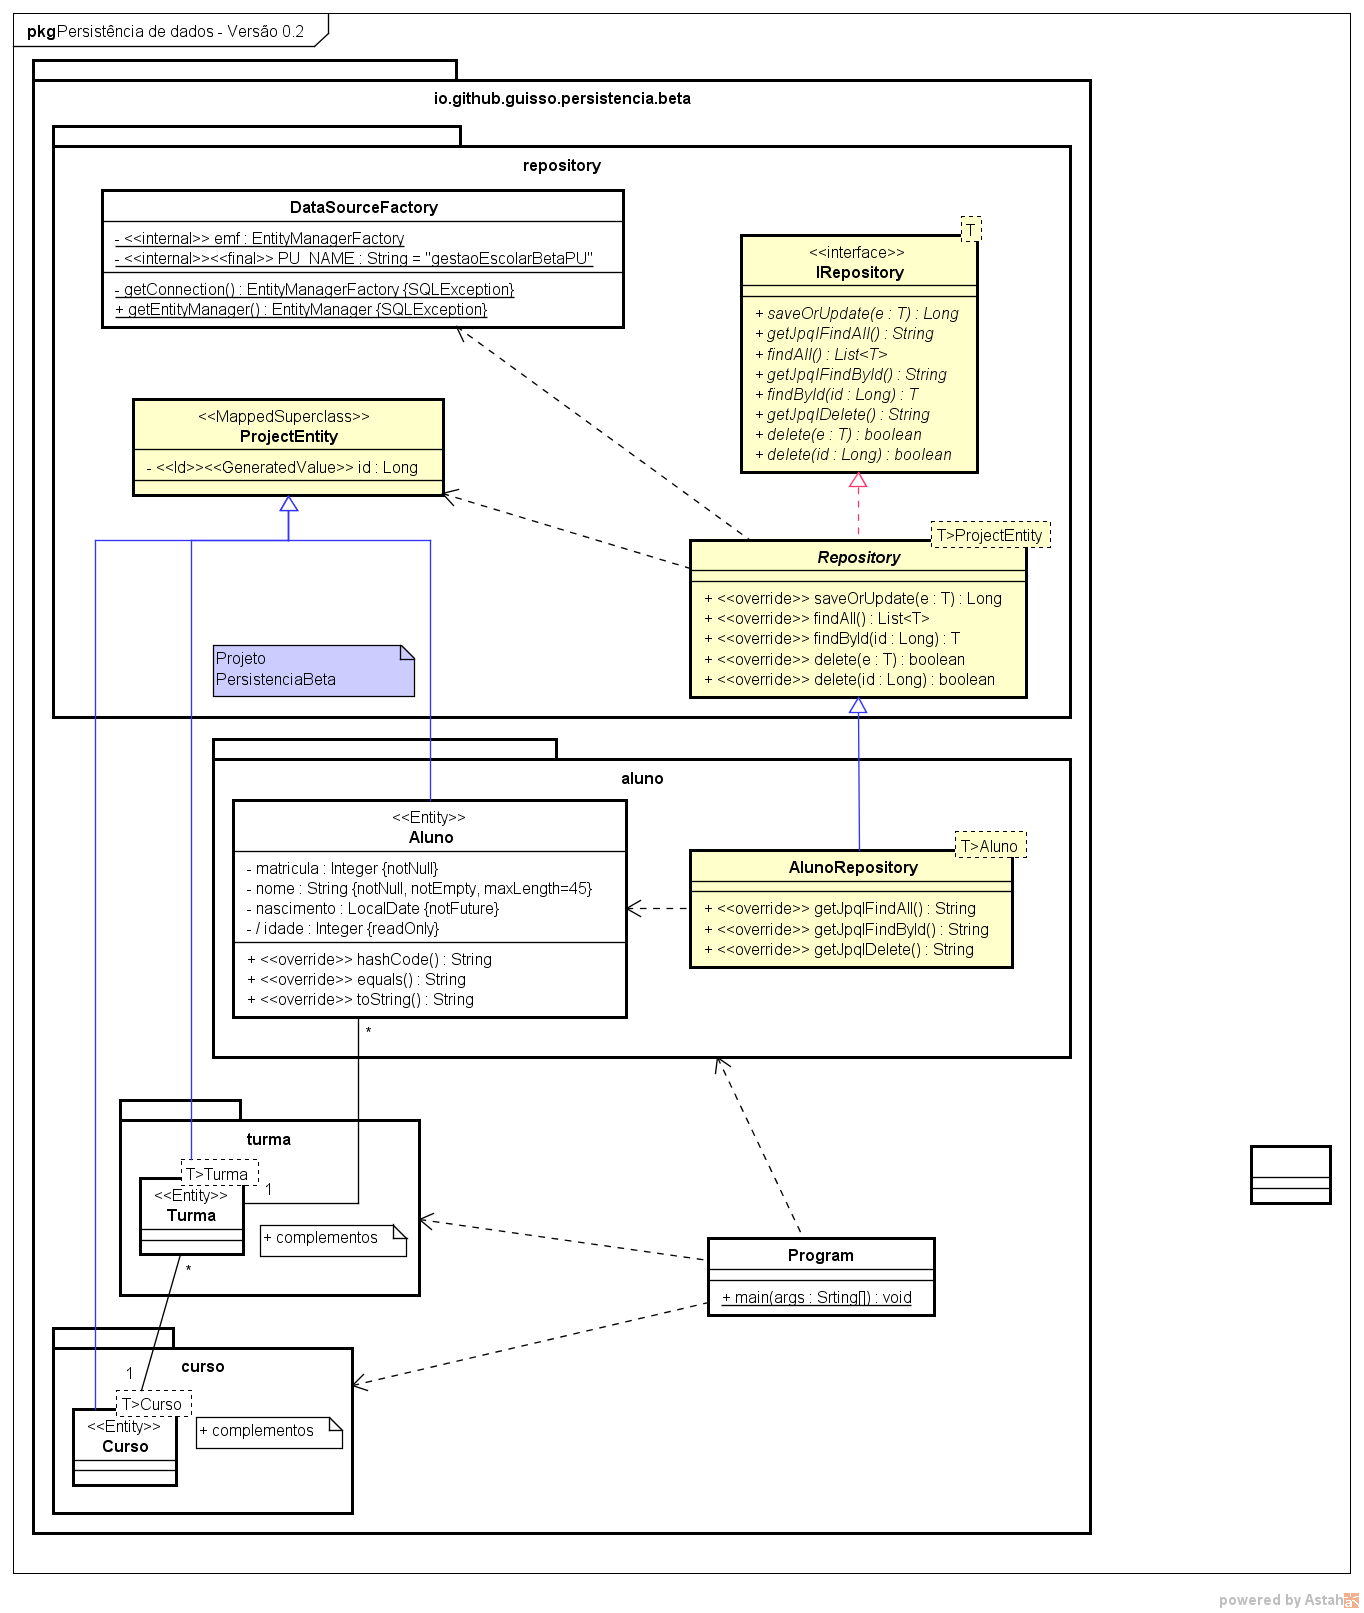 pkgPersistência de dados - Versão 0.2
io.github.guisso.persistencia.beta
repository
DataSourceFactory
- <<internal>> emf : EntityManagerFactory
- <<internal>><<final>> PU_NAME : String = "gestaoEscolarBetaPU"
- getConnection() : EntityManagerFactory {SQLException}
+ getEntityManager() : EntityManager {SQLException}
T
<<interface>>
IRepository
+ saveOrUpdate(e : T) : Long
+ getJpqlFindAll() : String
+ findAll() : List<T>
+ getJpqlFindById() : String
+ findById(id : Long) : T
+ getJpqlDelete() : String
+ delete(e : T) : boolean
+ delete(id : Long) : boolean
<<MappedSuperclass>>
ProjectEntity
- <<Id>><<GeneratedValue>> id : Long
T>ProjectEntity
Repository
+ <<override>> saveOrUpdate(e : T) : Long
+ <<override>> findAll() : List<T>
+ <<override>> findById(id : Long) : T
+ <<override>> delete(e : T) : boolean
+ <<override>> delete(id : Long) : boolean
Projeto
PersistenciaBeta
aluno
<<Entity>>
Aluno
- matricula : Integer {notNull}
- nome : String {notNull, notEmpty, maxLength=45}
- nascimento : LocalDate {notFuture}
- / idade : Integer {readOnly}
+ <<override>> hashCode() : String
+ <<override>> equals() : String
+ <<override>> toString() : String
T>Aluno
AlunoRepository
+ <<override>> getJpqlFindAll() : String
+ <<override>> getJpqlFindById() : String
+ <<override>> getJpqlDelete() : String
*
turma
T>Turma
1
<<Entity>>
Turma
+ complementos
*
Program
+ main(args : Srting[]) : void
curso
1
T>Curso
<<Entity>>
Curso
+ complementos
powered by Astah